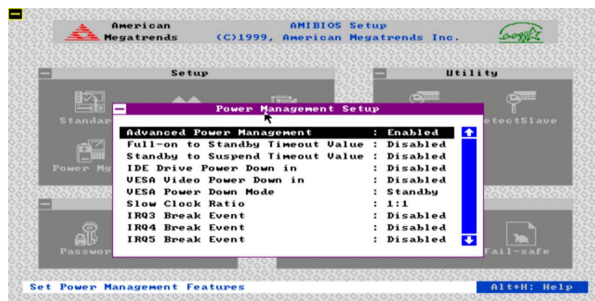 American Megatrends
AMIBIOS Setup
(C)1999, American Megatrends Inc.
energy
Setup
Utility
Standar
etectSlave
Power Mg
Passwor
ail-safe
Power Management Setup
Advanced Power Management : Enabled
Full-on to Standby Timeout Value : Disabled
Standby to Suspend Timeout Value : Disabled
IDE Drive Power Down in : Disabled
VESA Video Power Down in : Disabled
VESA Power Down Mode : Standby
Slow Clock Ratio : 1:1
IRQ3 Break Event : Disabled
IRQ4 Break Event : Disabled
IRQ5 Break Event : Disabled
Set Power Management Features
Alt+H: Help